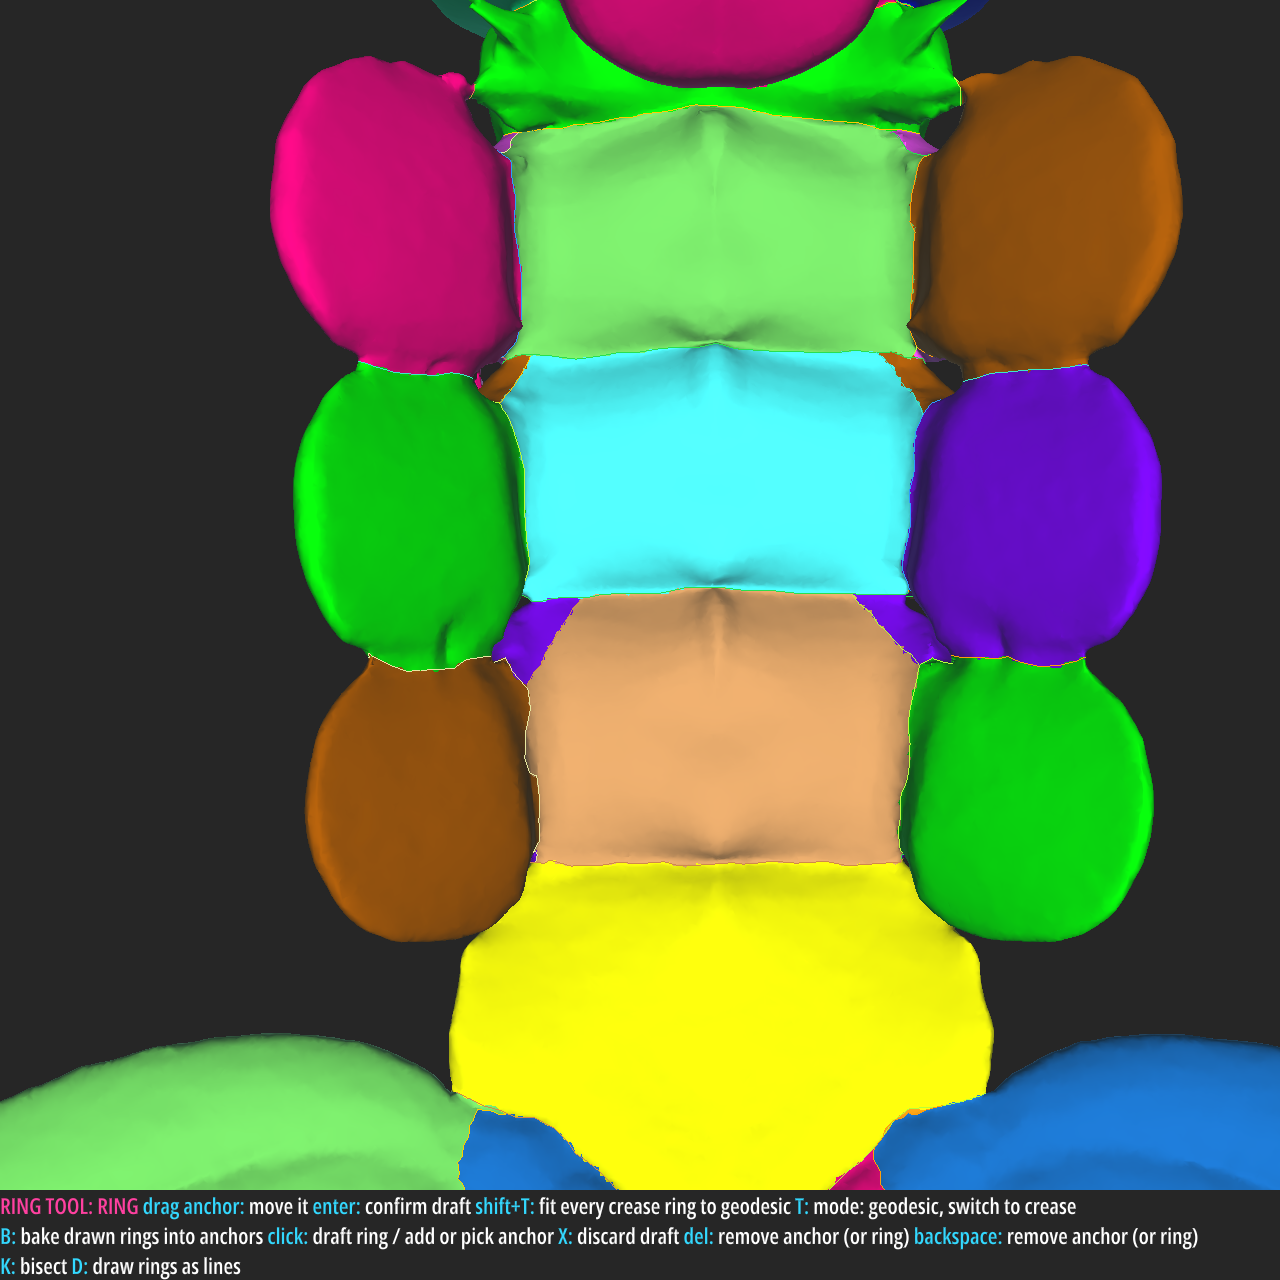 RING TOOL: RING drag anchor: move it enter: confirm draft shift+T: fit every crease ring to geodesic T: mode: geodesic, switch to crease
B: bake drawn rings into anchors click: draft ring / add or pick anchor X: discard draft del: remove anchor (or ring) backspace: remove anchor (or ring)
K: bisect D: draw rings as lines